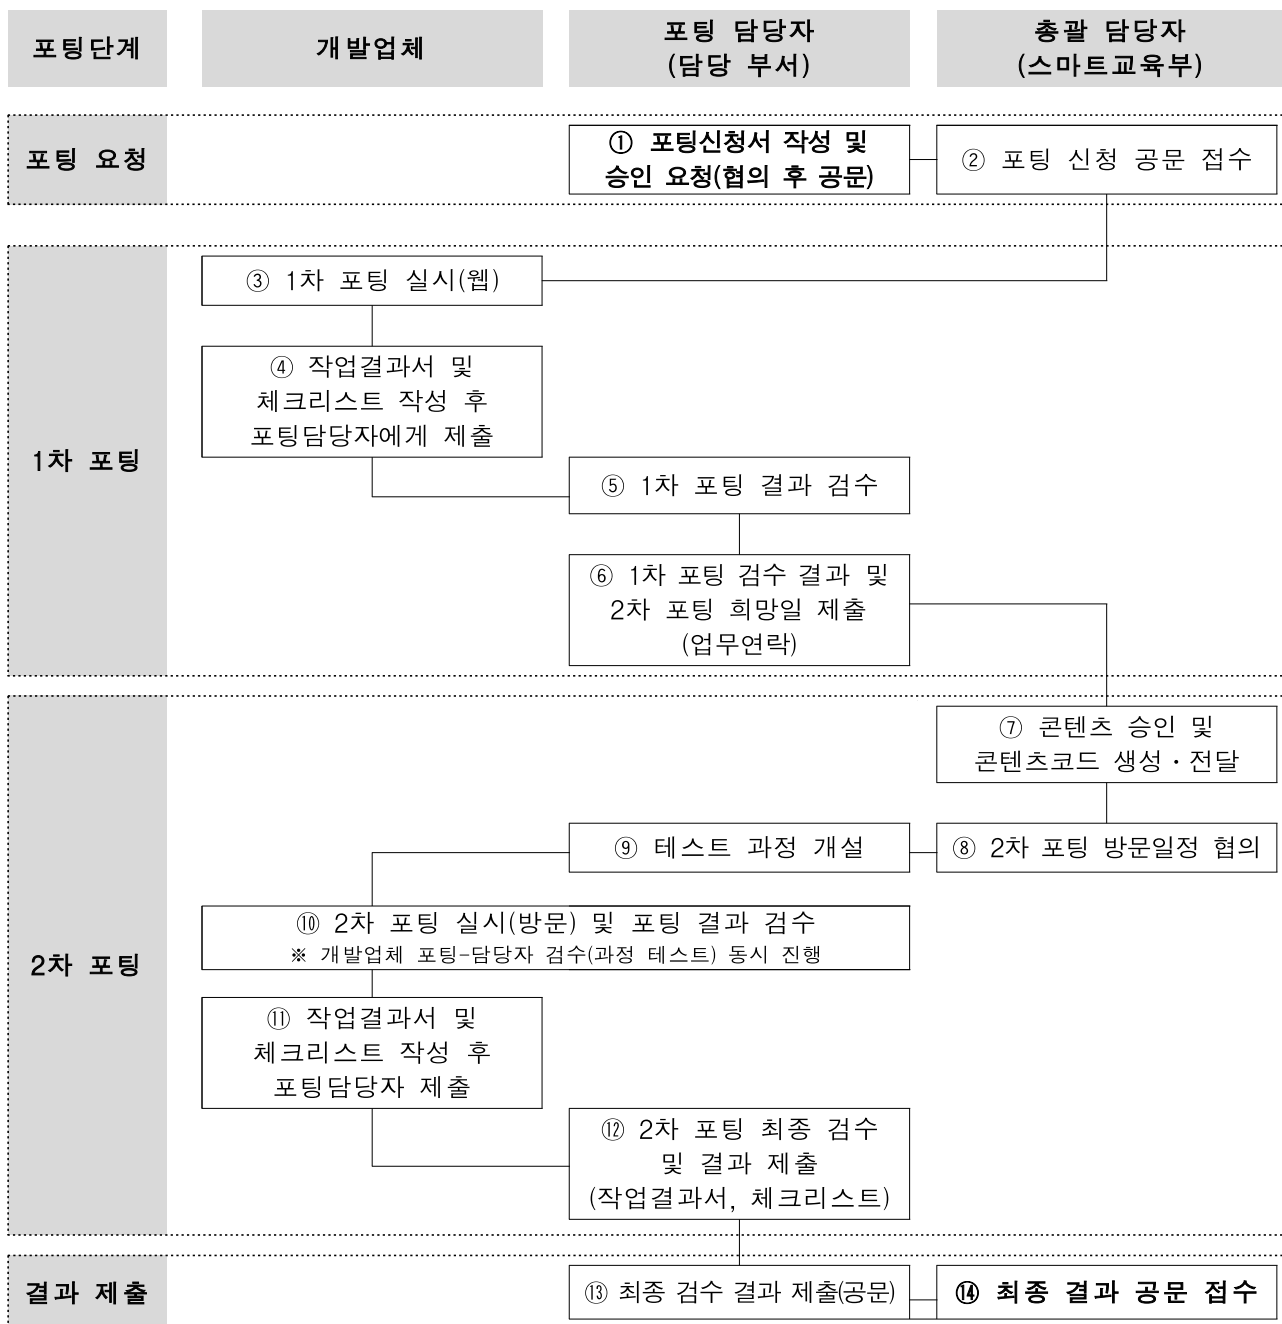 포팅단계
개발업체
포팅 담당자
(담당 부서)
총괄 담당자
(스마트교육부)
포팅 요청
① 포팅신청서 작성 및
승인 요청(협의 후 공문)
② 포팅 신청 공문 접수
1차 포팅
③ 1차 포팅 실시(웹)
④ 작업결과서 및
체크리스트 작성 후
포팅담당자에게 제출
⑤ 1차 포팅 결과 검수
⑥ 1차 포팅 검수 결과 및
2차 포팅 희망일 제출
(업무연락)
2차 포팅
⑦ 콘텐츠 승인 및
콘텐츠코드 생성·전달
⑨ 테스트 과정 개설
⑧ 2차 포팅 방문일정 협의
⑩ 2차 포팅 실시(방문) 및 포팅 결과 검수
※ 개발업체 포팅-담당자 검수(과정 테스트) 동시 진행
⑪ 작업결과서 및
체크리스트 작성 후
포팅담당자 제출
⑫ 2차 포팅 최종 검수
및 결과 제출
(작업결과서, 체크리스트)
결과 제출
⑬ 최종 검수 결과 제출(공문)
⑭ 최종 결과 공문 접수